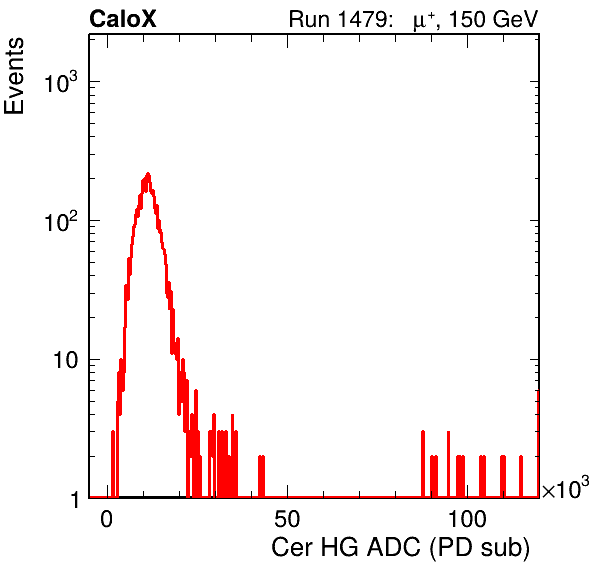 CaloX Run 1479: μ⁺, 150 GeV
Events
10³
10²
10
1
0 50 100 ×10³
Cer HG ADC (PD sub)